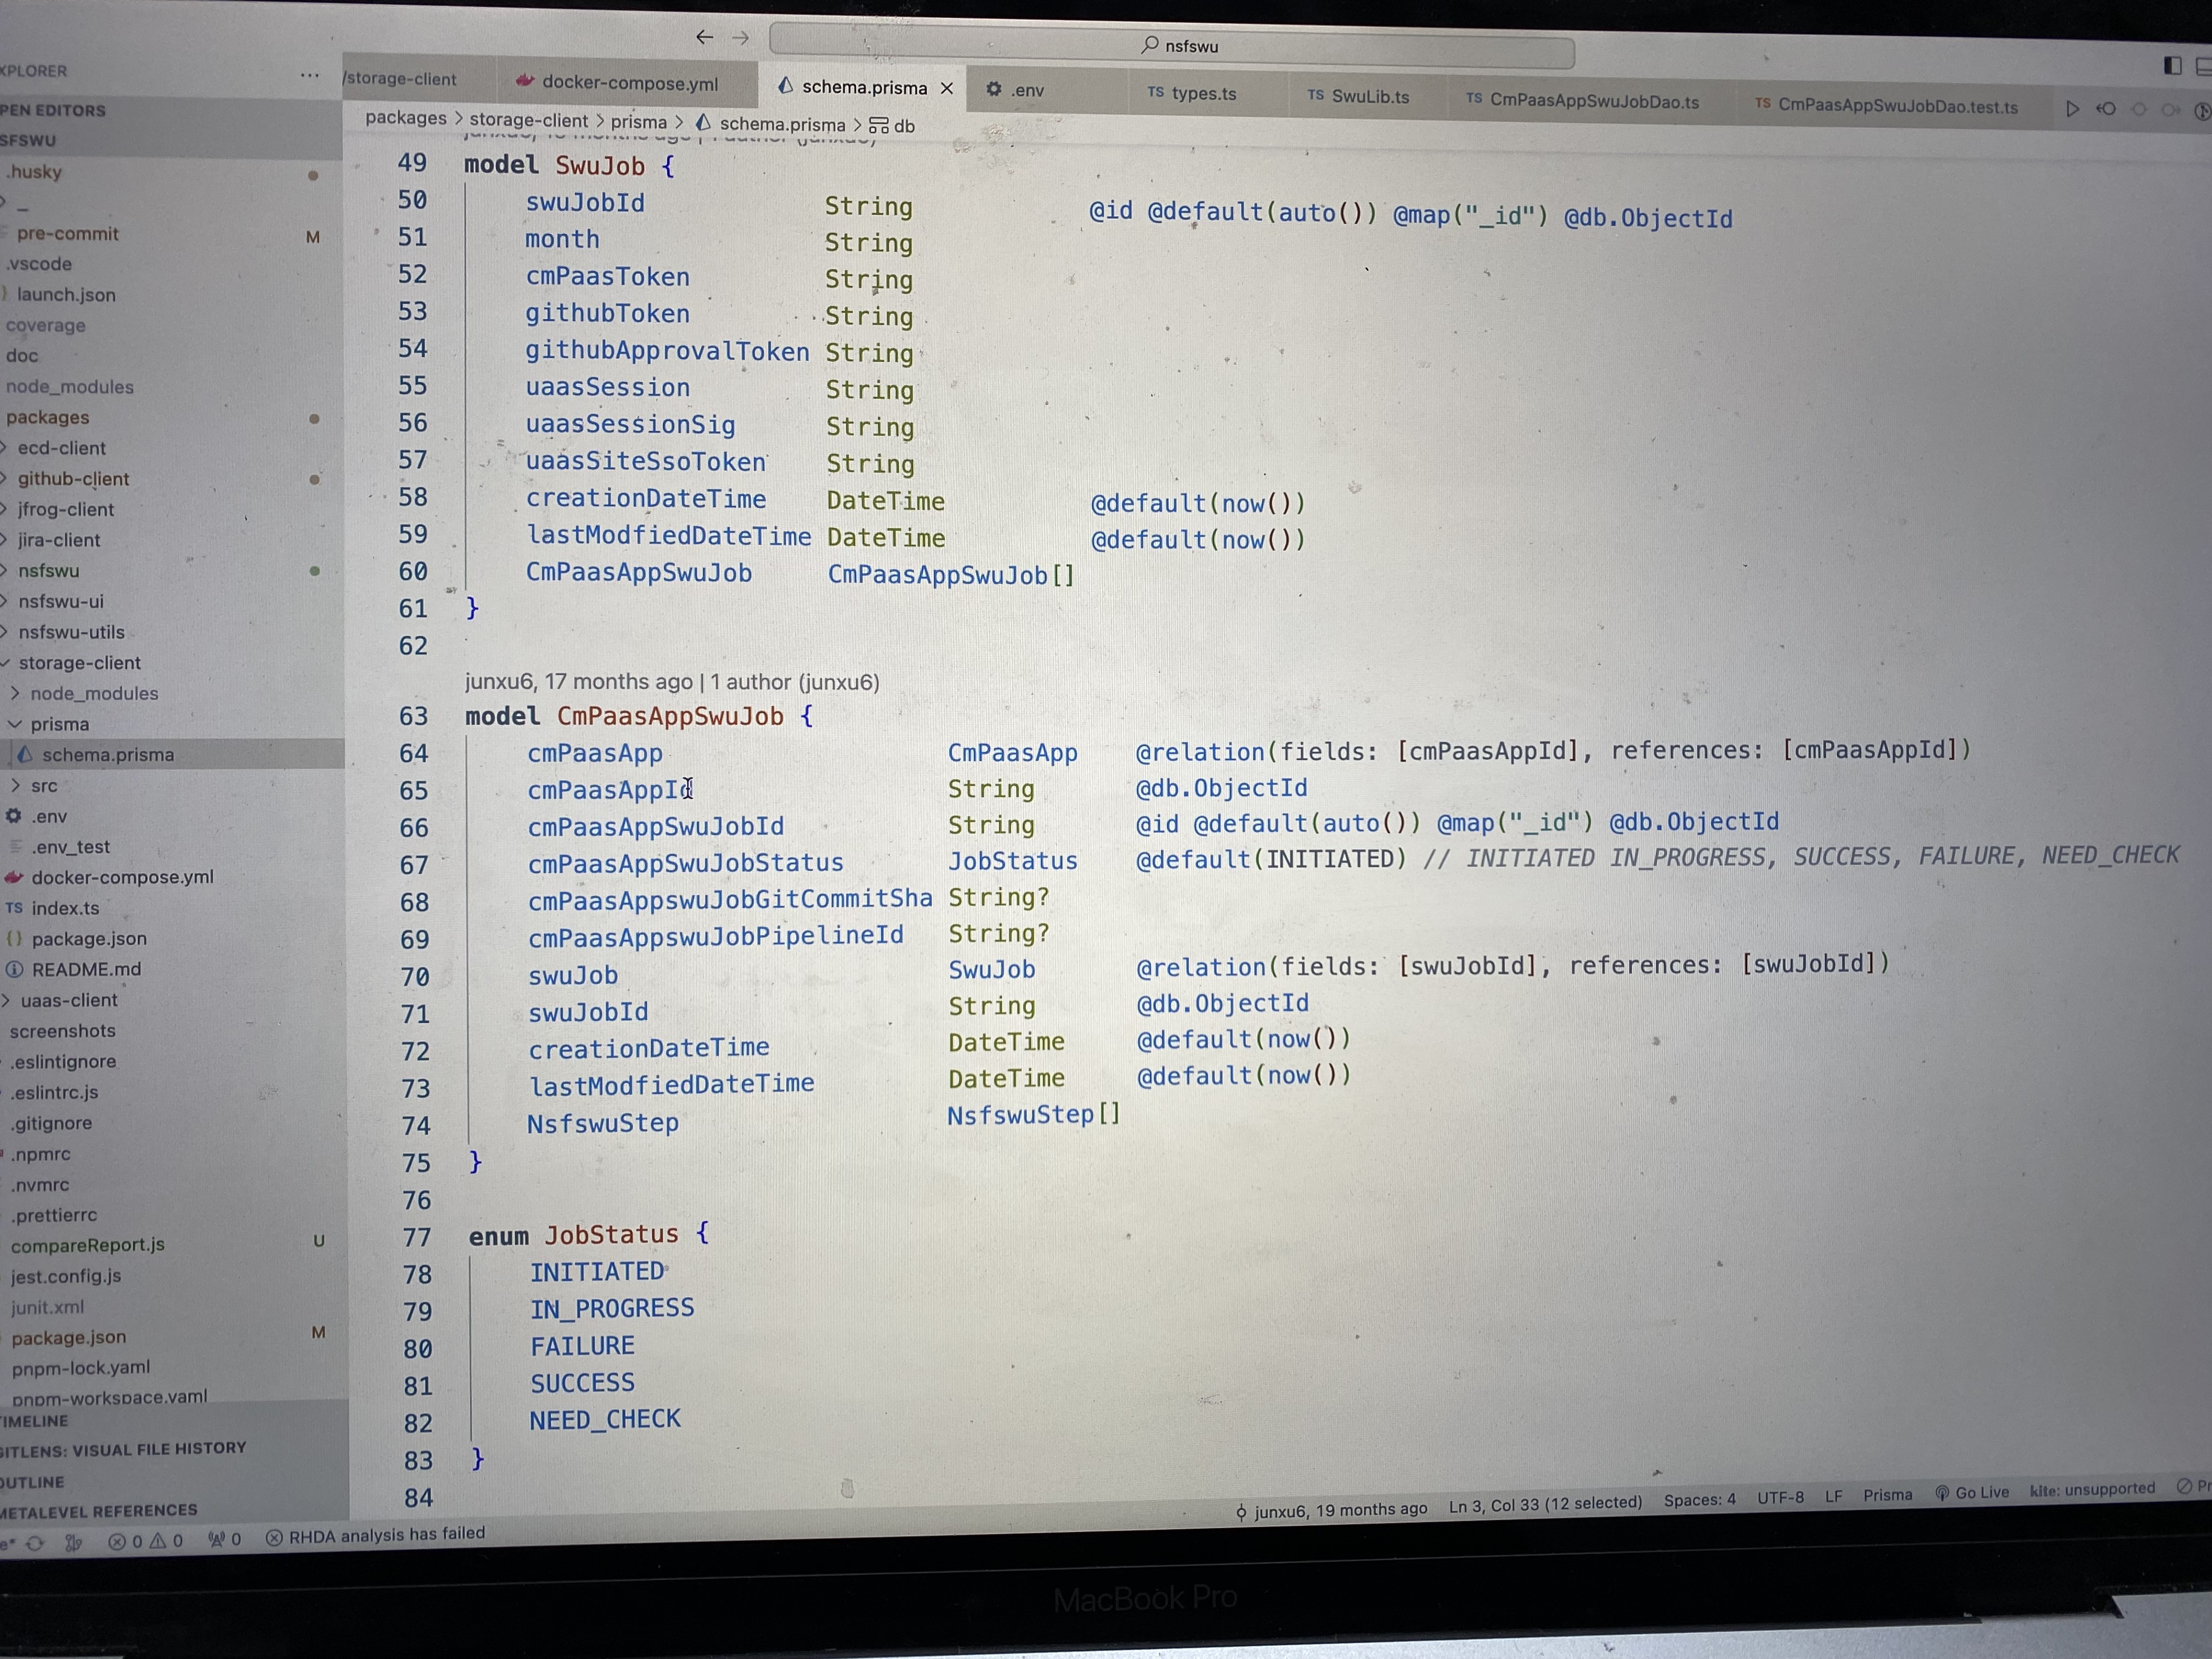 nsfswu
XPLORER
/storage-client
docker-compose.yml
schema.prisma
.env
TS types.ts
TS SwuLib.ts
TS CmPaasAppSwuJobDao.ts
TS CmPaasAppSwuJobDao.test.ts
packages > storage-client > prisma > schema.prisma > db
PEN EDITORS
SFSWU
.husky
_
pre-commit M
.vscode
launch.json
coverage
doc
node_modules
packages
ecd-client
github-client
jfrog-client
jira-client
nsfswu
nsfswu-ui
nsfswu-utils
storage-client
node_modules
prisma
schema.prisma
src
.env
.env_test
docker-compose.yml
TS index.ts
{} package.json
README.md
uaas-client
screenshots
.eslintignore
.eslintrc.js
.gitignore
.npmrc
.nvmrc
.prettierrc
compareReport.js U
jest.config.js
junit.xml
package.json M
pnpm-lock.yaml
pnpm-workspace.yaml
TIMELINE
GITLENS: VISUAL FILE HISTORY
OUTLINE
METALEVEL REFERENCES
49 model SwuJob {
50 swuJobId String @id @default(auto()) @map("_id") @db.ObjectId
51 month String
52 cmPaasToken String
53 githubToken String
54 githubApprovalToken String
55 uaasSession String
56 uaasSessionSig String
57 uaasSiteSsoToken String
58 creationDateTime DateTime @default(now())
59 lastModfiedDateTime DateTime @default(now())
60 CmPaasAppSwuJob CmPaasAppSwuJob[]
61 }
62
junxu6, 17 months ago | 1 author (junxu6)
63 model CmPaasAppSwuJob {
64 cmPaasApp CmPaasApp @relation(fields: [cmPaasAppId], references: [cmPaasAppId])
65 cmPaasAppId String @db.ObjectId
66 cmPaasAppSwuJobId String @id @default(auto()) @map("_id") @db.ObjectId
67 cmPaasAppSwuJobStatus JobStatus @default(INITIATED) // INITIATED IN_PROGRESS, SUCCESS, FAILURE, NEED_CHECK
68 cmPaasAppswuJobGitCommitSha String?
69 cmPaasAppswuJobPipelineId String?
70 swuJob SwuJob @relation(fields: [swuJobId], references: [swuJobId])
71 swuJobId String @db.ObjectId
72 creationDateTime DateTime @default(now())
73 lastModfiedDateTime DateTime @default(now())
74 NsfswuStep NsfswuStep[]
75 }
76
77 enum JobStatus {
78 INITIATED
79 IN_PROGRESS
80 FAILURE
81 SUCCESS
82 NEED_CHECK
83 }
84
junxu6, 19 months ago Ln 3, Col 33 (12 selected) Spaces: 4 UTF-8 LF Prisma Go Live kite: unsupported Pr
e* 0 0 0 RHDA analysis has failed
MacBook Pro